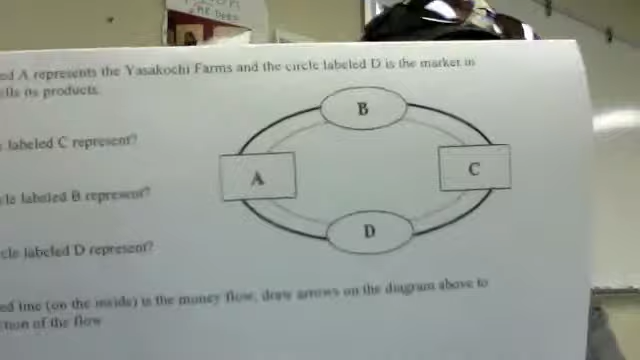 ed A represents the Yasakochi Farms and the circle labeled D is the market in
ells its products.
B
labeled C represent?
A
C
cle labeled B represent?
D
cle labeled D represent?
ed line (on the inside) is the money flow, draw arrows on the diagram above to
ction of the flow